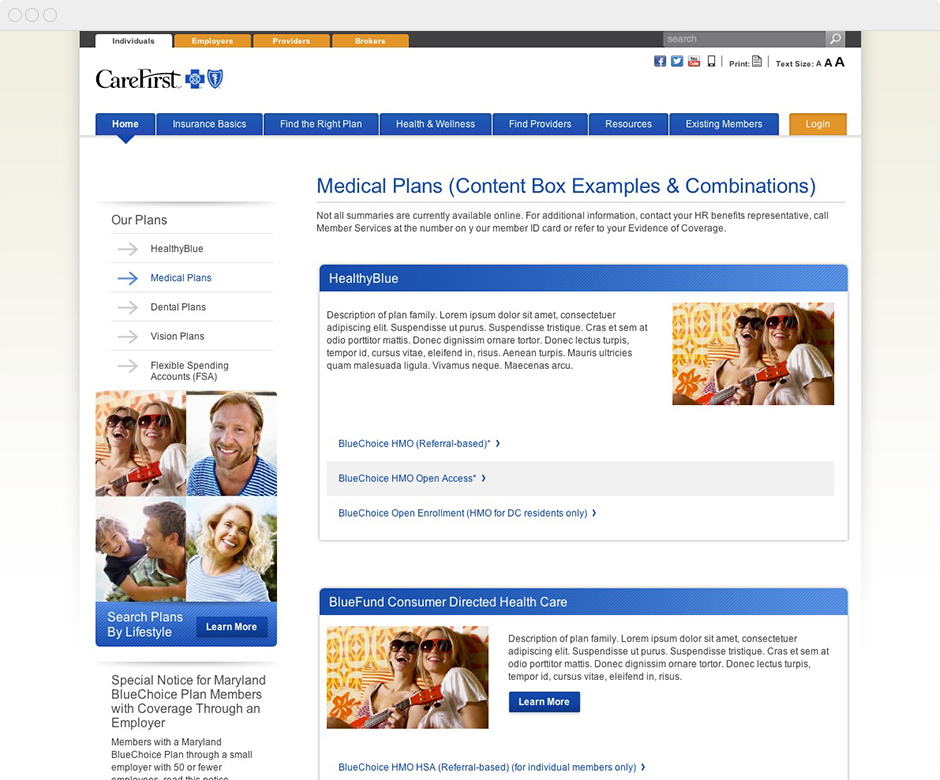 Individuals
Employers
Providers
Brokers
search
Print:
Text Size: A A A
CareFirst
Home
Insurance Basics
Find the Right Plan
Health & Wellness
Find Providers
Resources
Existing Members
Login
Our Plans
HealthyBlue
Medical Plans
Dental Plans
Vision Plans
Flexible Spending
Accounts (FSA)
Search Plans
By Lifestyle
Learn More
Special Notice for Maryland
BlueChoice Plan Members
with Coverage Through an
Employer
Members with a Maryland
BlueChoice Plan through a small
employer with 50 or fewer
employees, read this notice
Medical Plans (Content Box Examples & Combinations)
Not all summaries are currently available online. For additional information, contact your HR benefits representative, call
Member Services at the number on y our member ID card or refer to your Evidence of Coverage.
HealthyBlue
Description of plan family. Lorem ipsum dolor sit amet, consectetuer
adipiscing elit. Suspendisse ut purus. Suspendisse tristique. Cras et sem at
odio porttitor mattis. Donec dignissim ornare tortor. Donec lectus turpis,
tempor id, cursus vitae, eleifend in, risus. Aenean turpis. Mauris ultricies
quam malesuada ligula. Vivamus neque. Maecenas arcu.
BlueChoice HMO (Referral-based)* ›
BlueChoice HMO Open Access* ›
BlueChoice Open Enrollment (HMO for DC residents only) ›
BlueFund Consumer Directed Health Care
Description of plan family. Lorem ipsum dolor sit amet, consectetuer
adipiscing elit. Suspendisse ut purus. Suspendisse tristique. Cras et sem at
odio porttitor mattis. Donec dignissim ornare tortor. Donec lectus turpis,
tempor id, cursus vitae, eleifend in, risus.
Learn More
BlueChoice HMO HSA (Referral-based) (for individual members only) ›